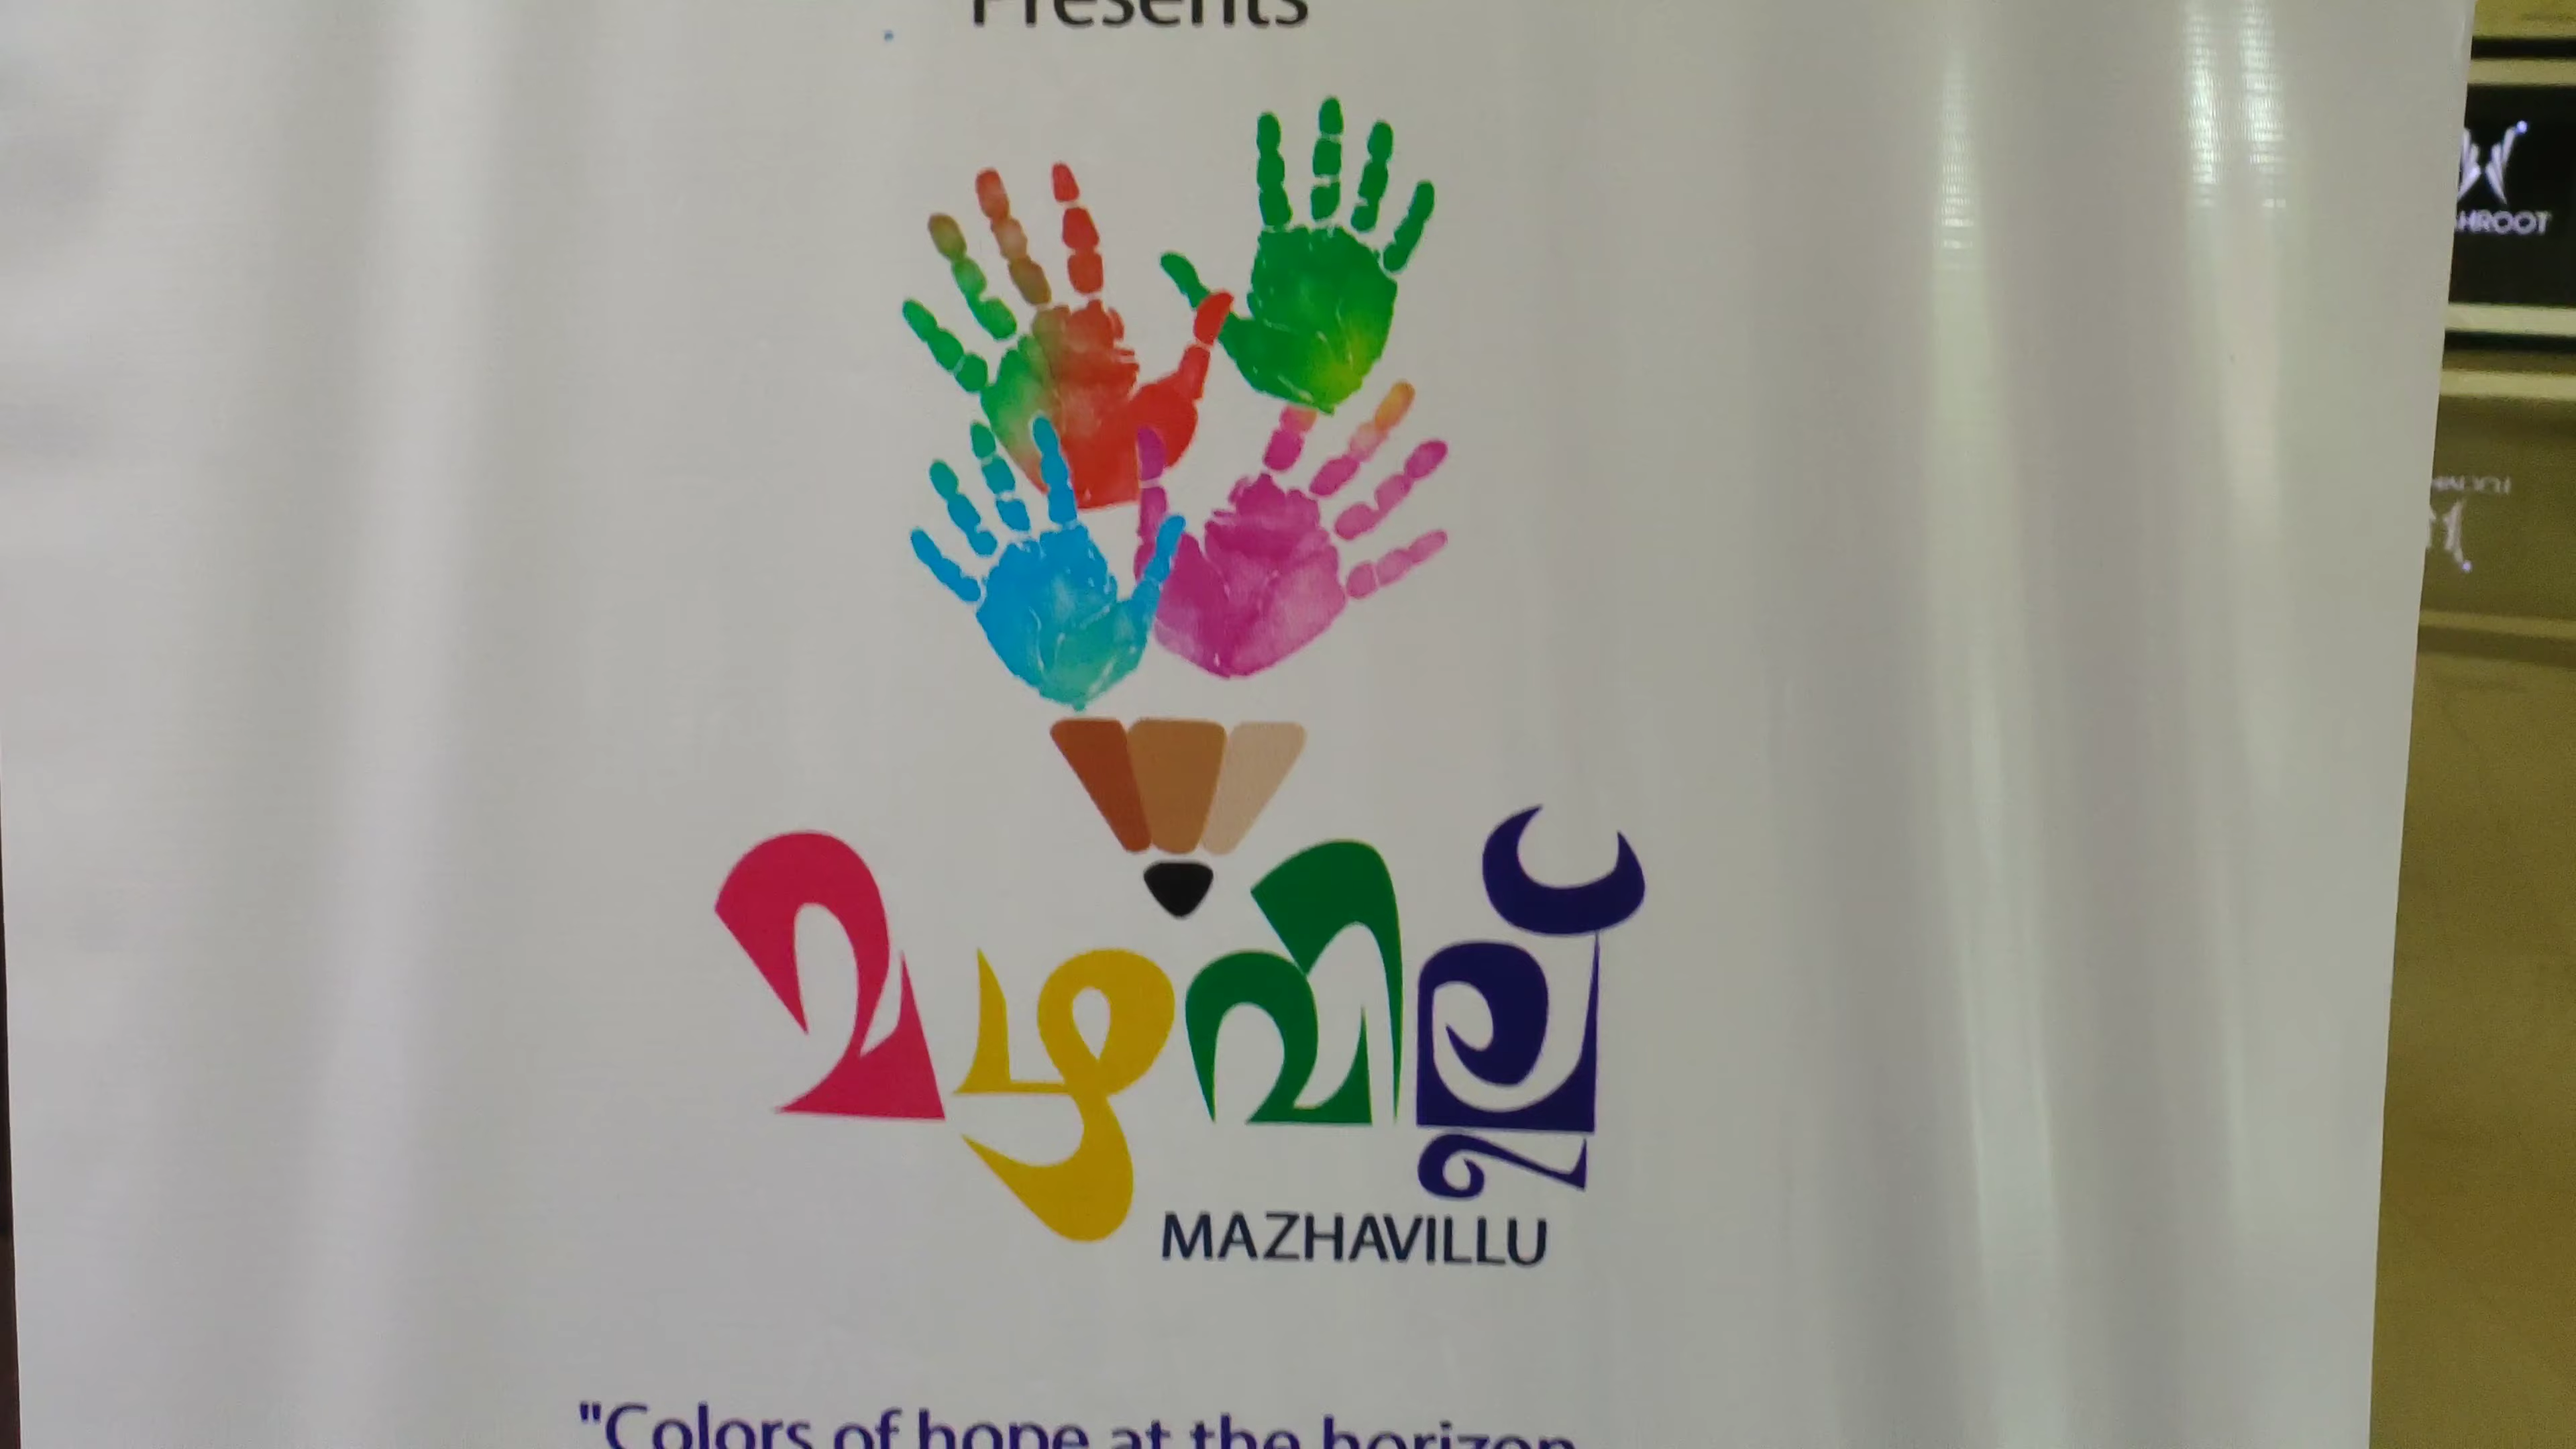 Presents
മഴവില്ല്
MAZHAVILLU
"Colors of hope at the horizon